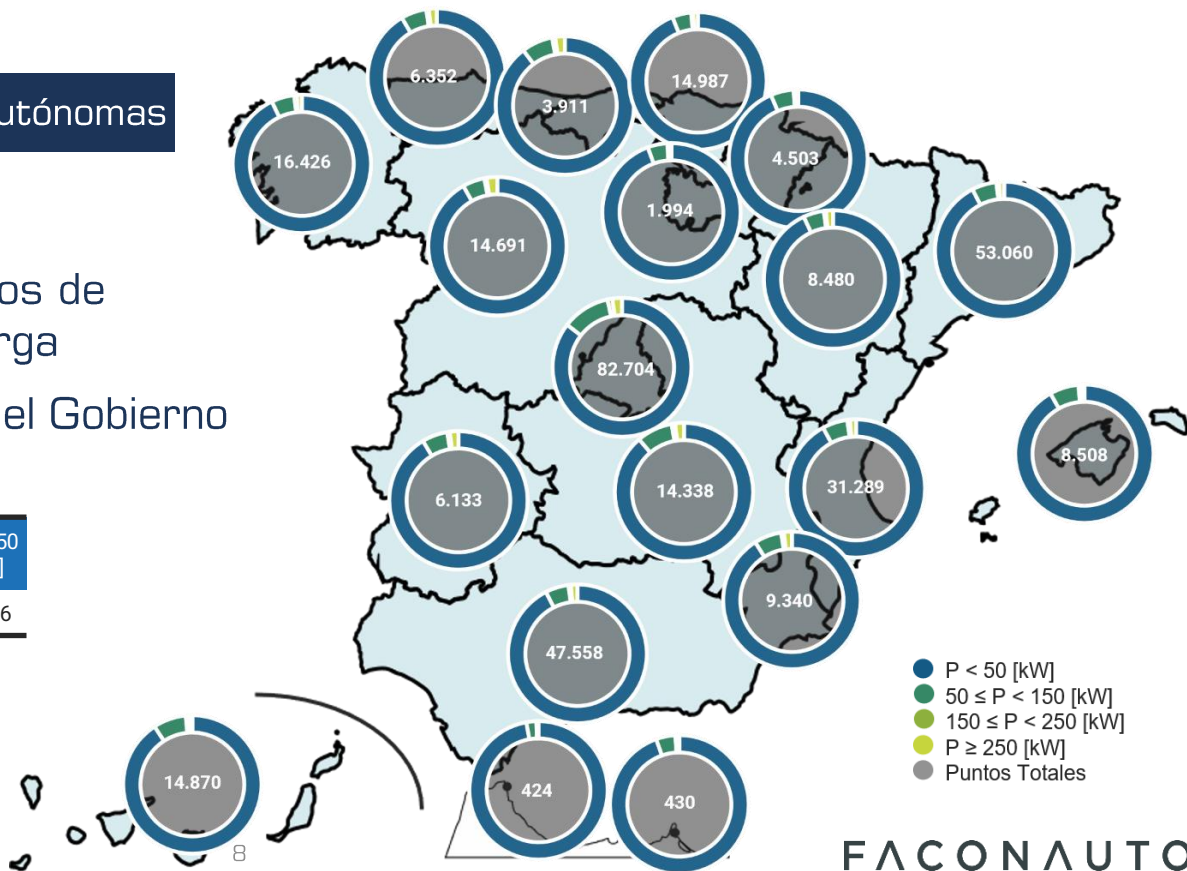 utónomas
os de
rga
el Gobierno
50
]
6
6.352
3.911
14.987
16.426
4.503
1.994
14.691
53.060
8.480
82.704
8.508
6.133
14.338
31.289
9.340
47.558
P < 50 [kW]
50 ≤ P < 150 [kW]
150 ≤ P < 250 [kW]
P ≥ 250 [kW]
Puntos Totales
14.870
424
430
8
FACONAUTO